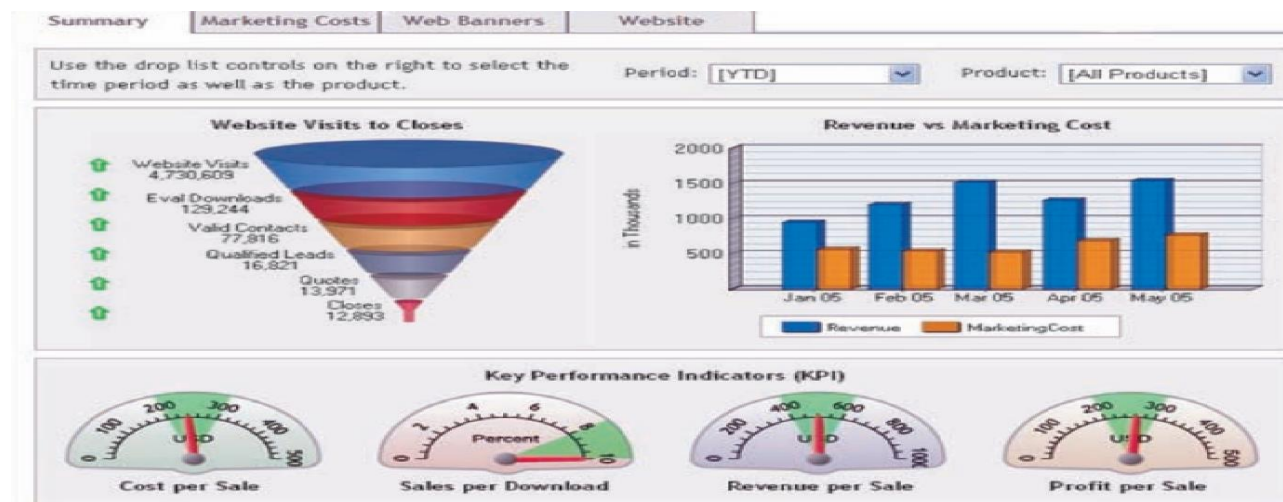 Summary
Marketing Costs
Web Banners
Website
Use the drop list controls on the right to select the
time period as well as the product.
Period: [YTD]
Product: [All Products]
Website Visits to Closes
Website Visits
4,730,609
Eval Downloads
129,244
Valid Contacts
77,816
Qualified Leads
16,821
Quotes
13,971
Closes
12,893
Revenue vs Marketing Cost
in Thousands
2000
1500
1000
500
Jan 05 Feb 05 Mar 05 Apr 05 May 05
Revenue MarketingCost
Key Performance Indicators (KPI)
0 100 200 300 400 500
USD
Cost per Sale
0 2 4 6 8 10
Percent
Sales per Download
0 200 400 600 800 1000
USD
Revenue per Sale
0 100 200 300 400 500
USD
Profit per Sale